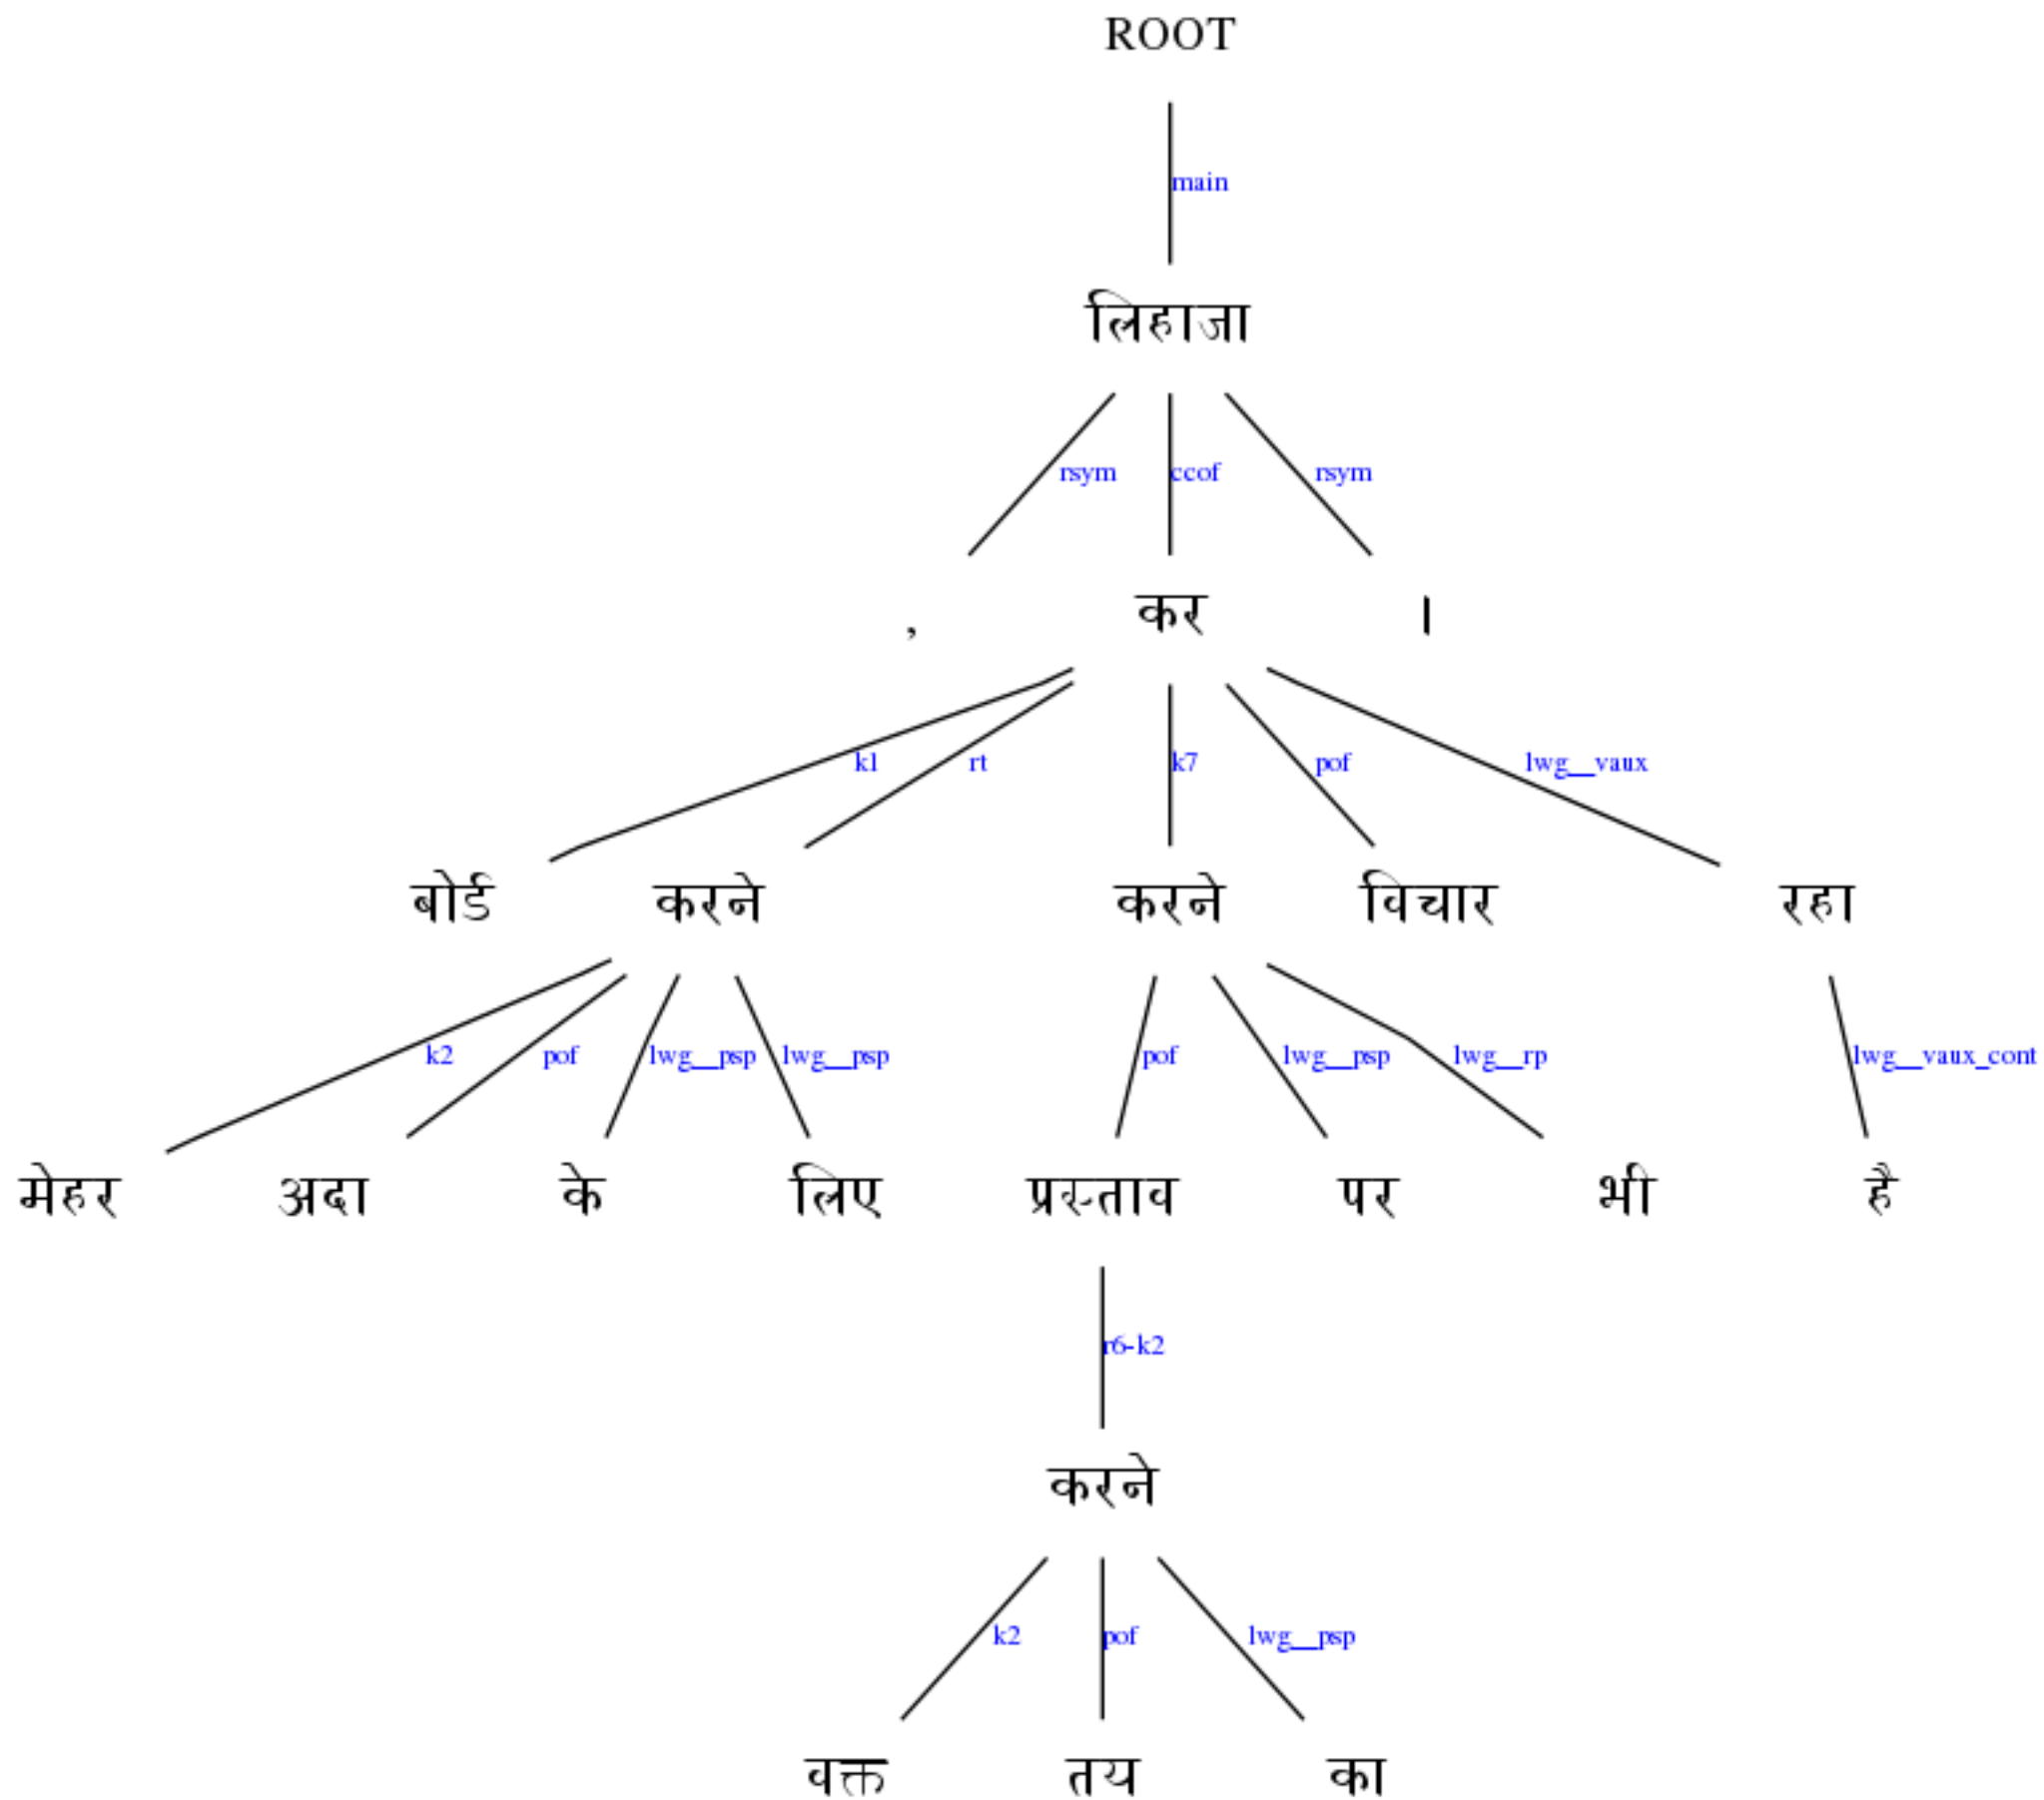 ROOT
main
लिहाजा
rsym ccof rsym
, कर ।
k1 rt k7 pof lwg__vaux
बोर्ड करने करने विचार रहा
k2 pof lwg__psp lwg__psp pof lwg__psp lwg__rp lwg__vaux_cont
मेहर अदा के लिए प्रस्ताव पर भी है
r6-k2
करने
k2 pof lwg__psp
वक्त तय का